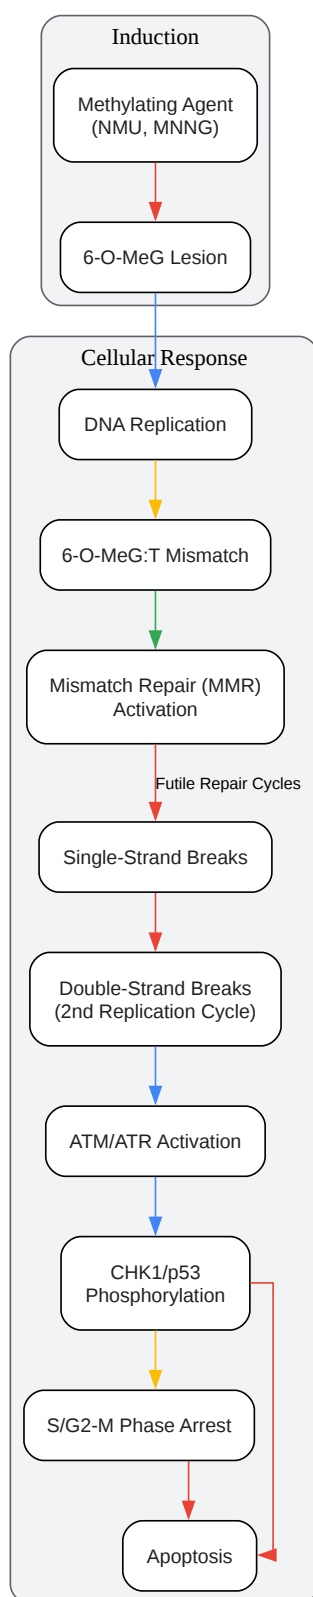 Induction
Methylating Agent
(NMU, MNNG)
6-O-MeG Lesion
Cellular Response
DNA Replication
6-O-MeG:T Mismatch
Mismatch Repair (MMR)
Activation
Futile Repair Cycles
Single-Strand Breaks
Double-Strand Breaks
(2nd Replication Cycle)
ATM/ATR Activation
CHK1/p53
Phosphorylation
S/G2-M Phase Arrest
Apoptosis